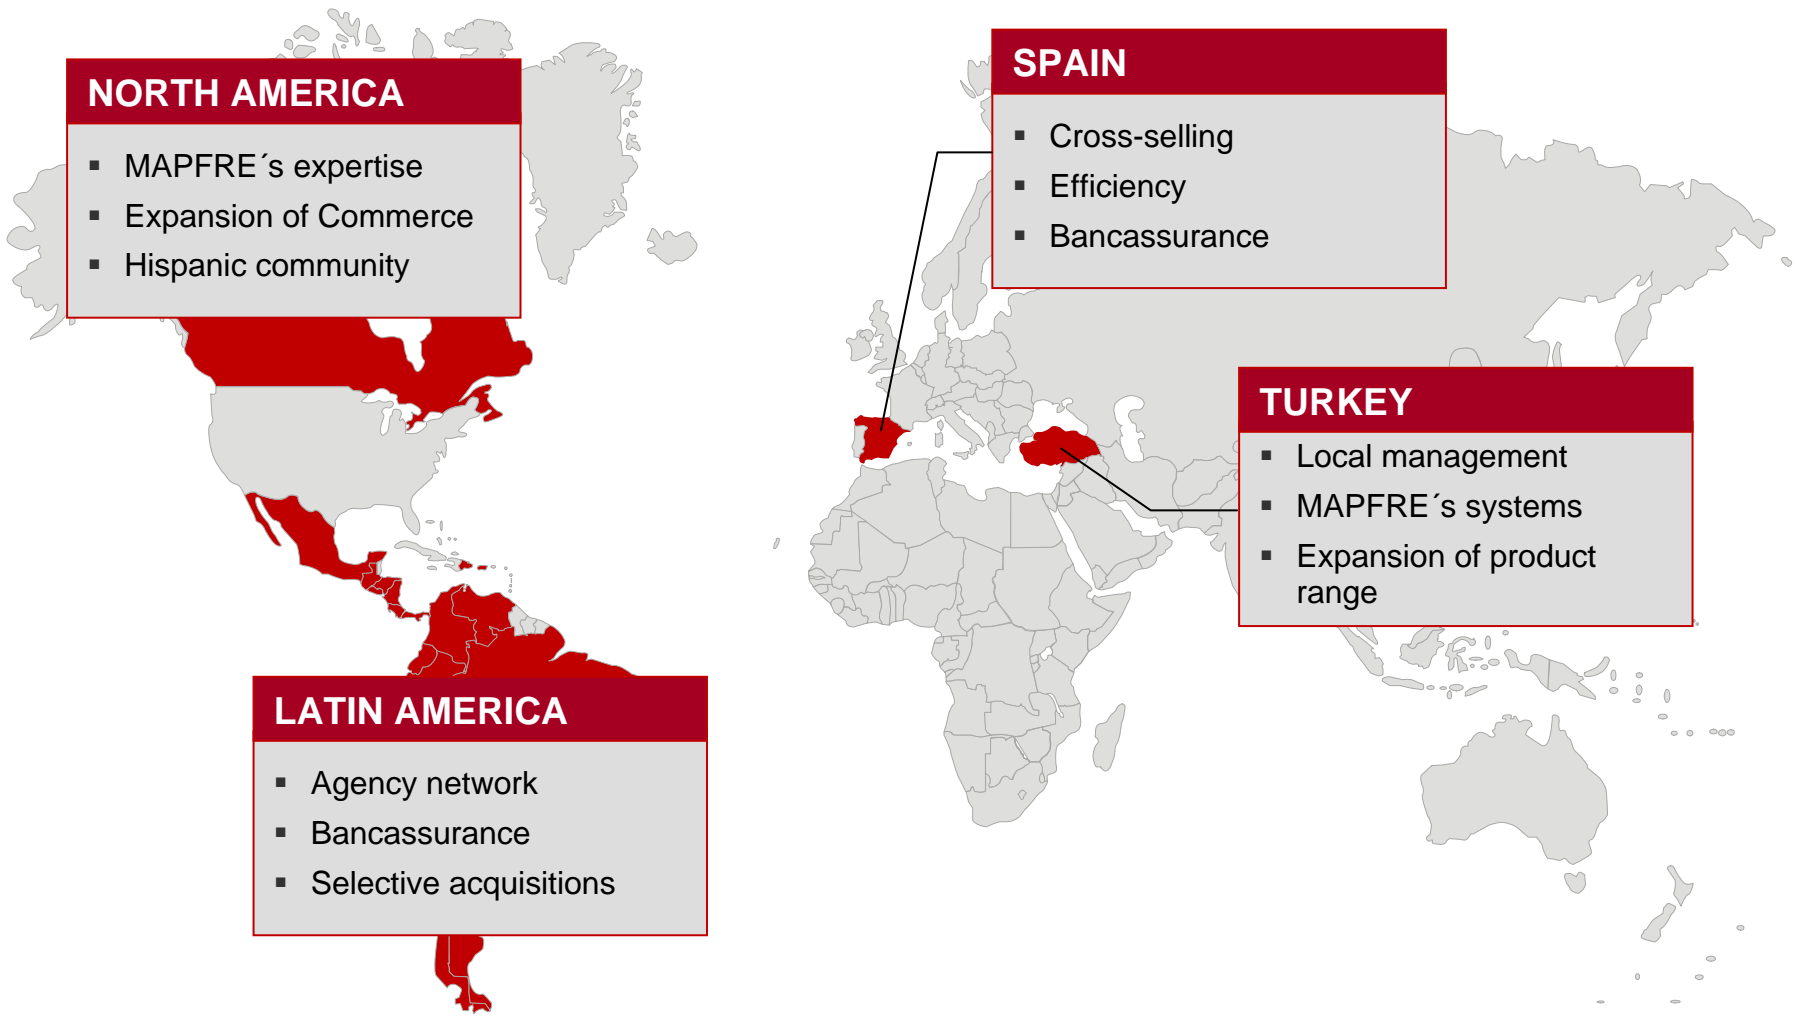 NORTH AMERICA
▪ MAPFRE´s expertise
▪ Expansion of Commerce
▪ Hispanic community
SPAIN
▪ Cross-selling
▪ Efficiency
▪ Bancassurance
TURKEY
▪ Local management
▪ MAPFRE´s systems
▪ Expansion of product
range
LATIN AMERICA
▪ Agency network
▪ Bancassurance
▪ Selective acquisitions